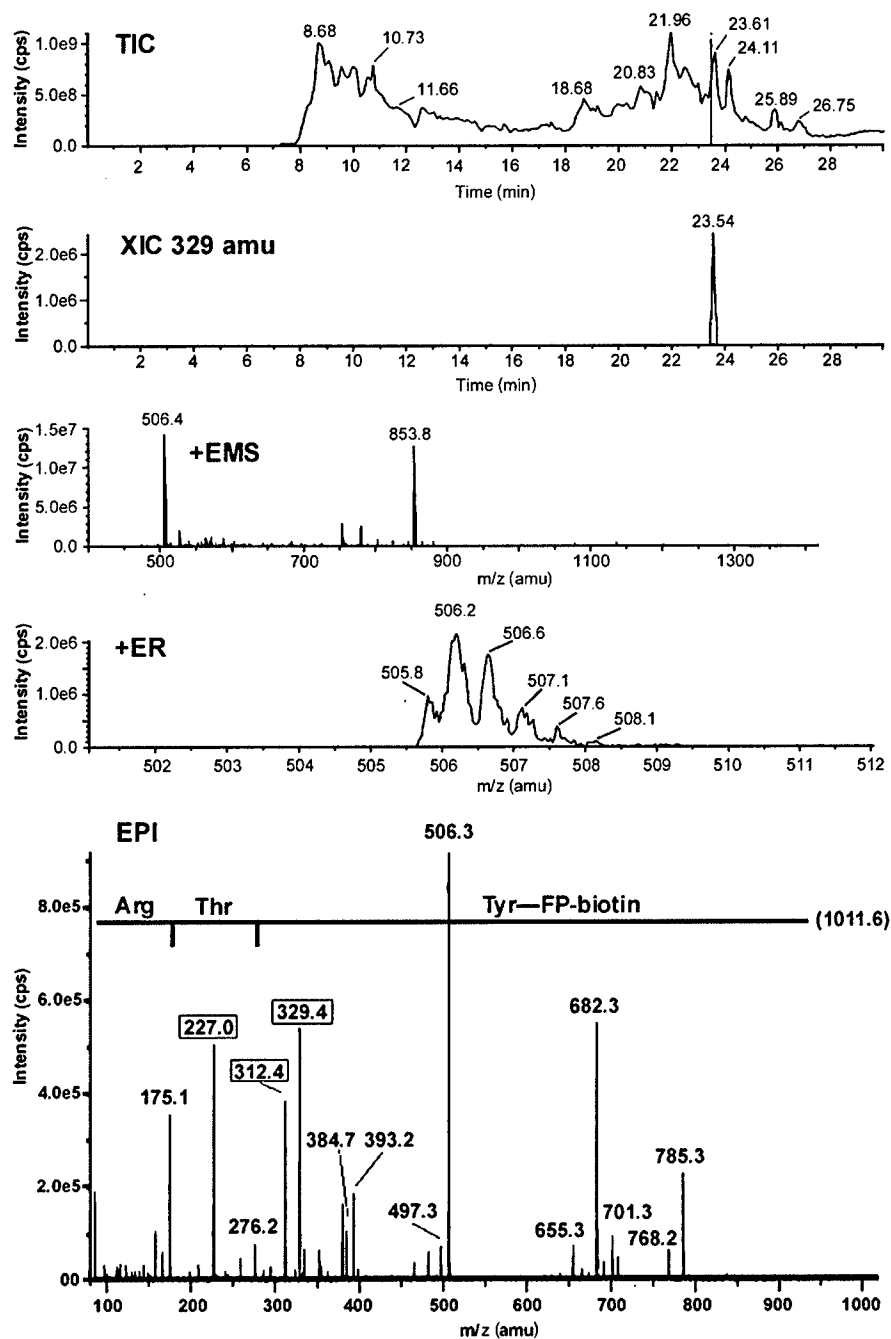 TIC
Intensity (cps)
1.0e9
5.0e8
0.0
8.68
10.73
11.66
18.68
20.83
21.96
23.61
24.11
25.89
26.75
2 4 6 8 10 12 14 16 18 20 22 24 26 28
Time (min)
XIC 329 amu
Intensity (cps)
2.0e6
1.0e6
0.0
23.54
2 4 6 8 10 12 14 16 18 20 22 24 26 28
Time (min)
+EMS
Intensity (cps)
1.5e7
1.0e7
5.0e6
0.0
506.4
853.8
500 700 900 1100 1300
m/z (amu)
+ER
Intensity (cps)
2.0e6
1.0e6
0.0
505.8
506.2
506.6
507.1
507.6
508.1
502 503 504 505 506 507 508 509 510 511 512
m/z (amu)
EPI
506.3
Arg Thr Tyr—FP-biotin (1011.6)
Intensity (cps)
8.0e5
6.0e5
4.0e5
2.0e5
00
175.1
227.0
276.2
312.4
329.4
384.7
393.2
497.3
655.3
682.3
701.3
768.2
785.3
100 200 300 400 500 600 700 800 900 1000
m/z (amu)